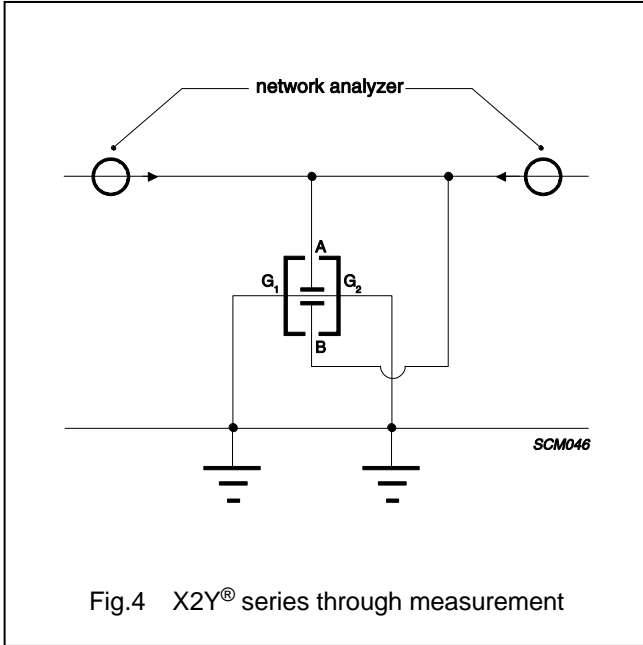 network analyzer
A
G₁ G₂
B
SCM046
Fig.4 X2Y® series through measurement